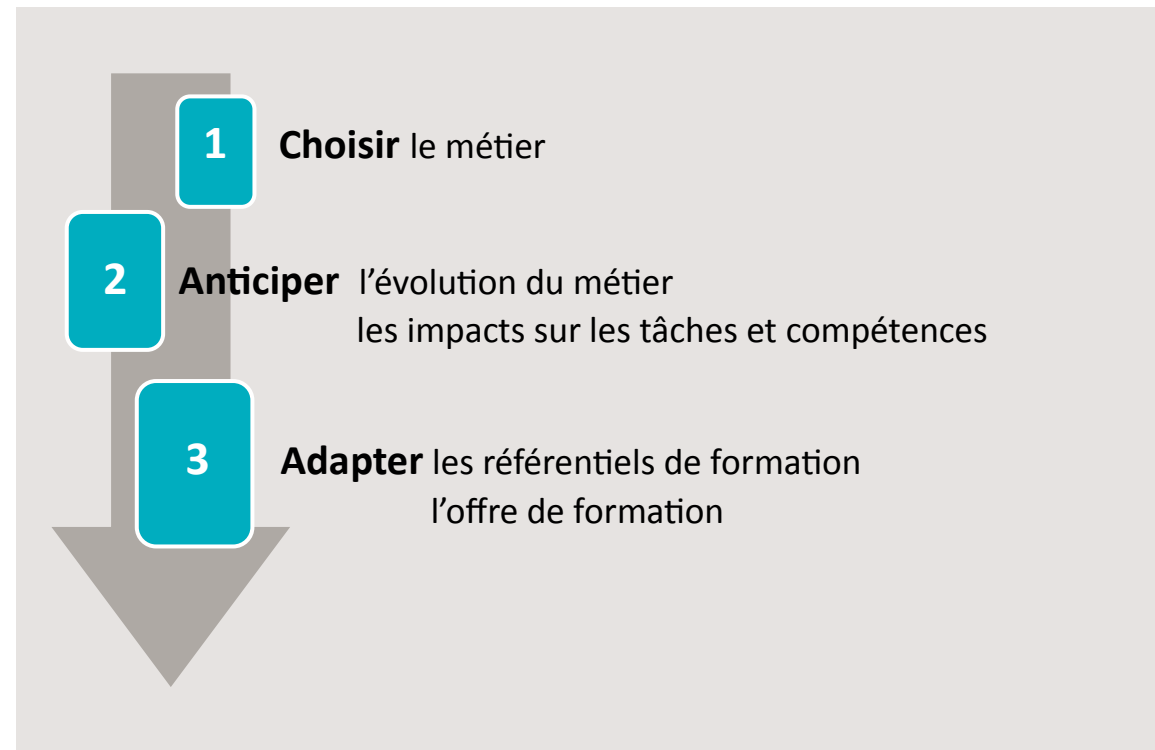 1 Choisir le métier
2 Anticiper l’évolution du métier
les impacts sur les tâches et compétences
3 Adapter les référentiels de formation
l’offre de formation